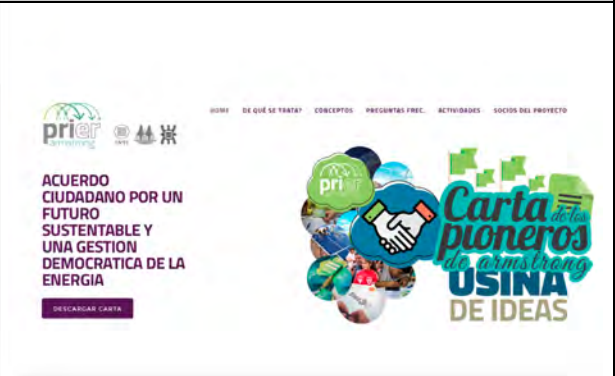 HOME DE QUÉ SE TRATA? CONCEPTOS PREGUNTAS FREC. ACTIVIDADES SOCIOS DEL PROYECTO
prier
armstrong
ACUERDO
CIUDADANO POR UN
FUTURO
SUSTENTABLE Y
UNA GESTION
DEMOCRATICA DE LA
ENERGIA
DESCARGAR CARTA
prier
Carta de los
pioneros
de armstrong
USINA
DE IDEAS